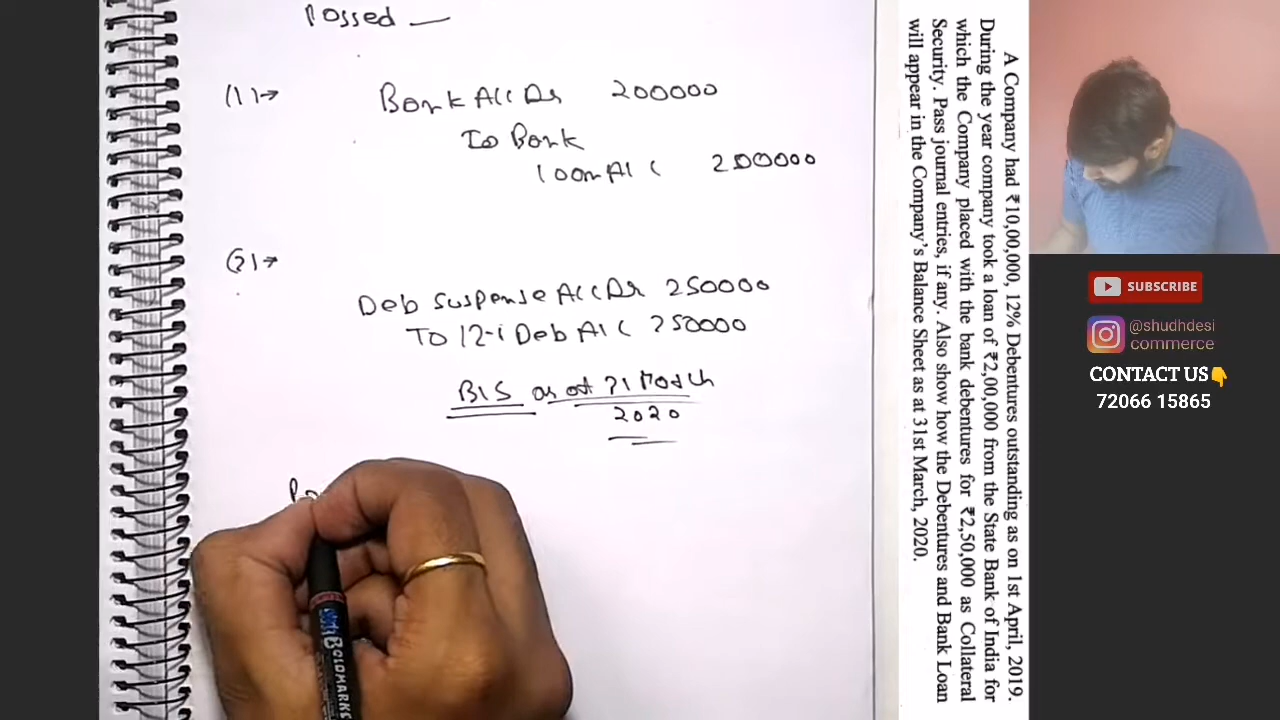 Possed —
(1)→ Bank A/c Dr 200000
To Bank
loan A/c 200000
(2)→
Deb suspense A/c Dr 250000
To 12% Deb A/c 250000
B/S as at 31 March
2020
A Company had ₹10,00,000, 12% Debentures outstanding as on 1st April, 2019.
During the year company took a loan of ₹2,00,000 from the State Bank of India for
which the Company placed with the bank debentures for ₹2,50,000 as Collateral
Security. Pass journal entries, if any. Also show how the Debentures and Bank Loan
will appear in the Company's Balance Sheet as at 31st March, 2020.
SUBSCRIBE
@shudhdesi
commerce
CONTACT US👇
72066 15865
BOLDMARKS